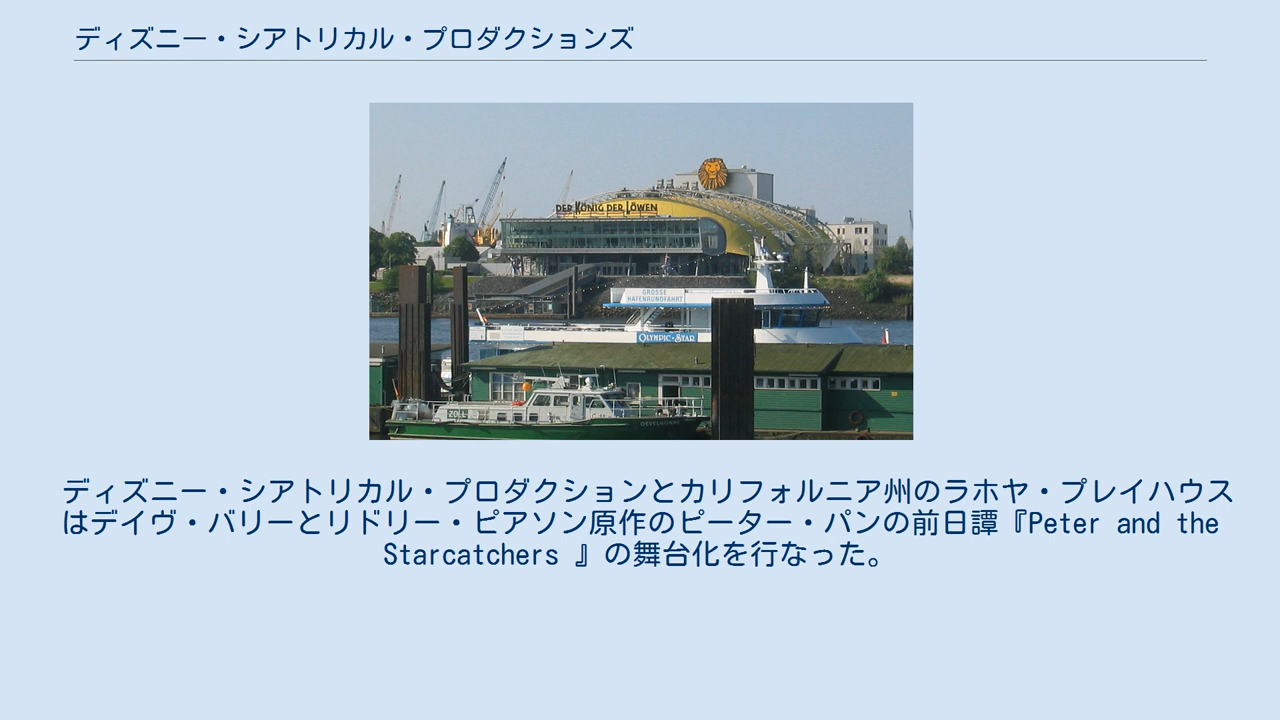 ディズニー・シアトリカル・プロダクションズ
DER KÖNIG DER LÖWEN
GROSSE
HAFENRUNDFAHRT
OLYMPIC-STAR
ZOLL
ディズニー・シアトリカル・プロダクションとカリフォルニア州のラホヤ・プレイハウス
はデイヴ・バリーとリドリー・ピアソン原作のピーター・パンの前日譚『Peter and the
Starcatchers 』の舞台化を行なった。